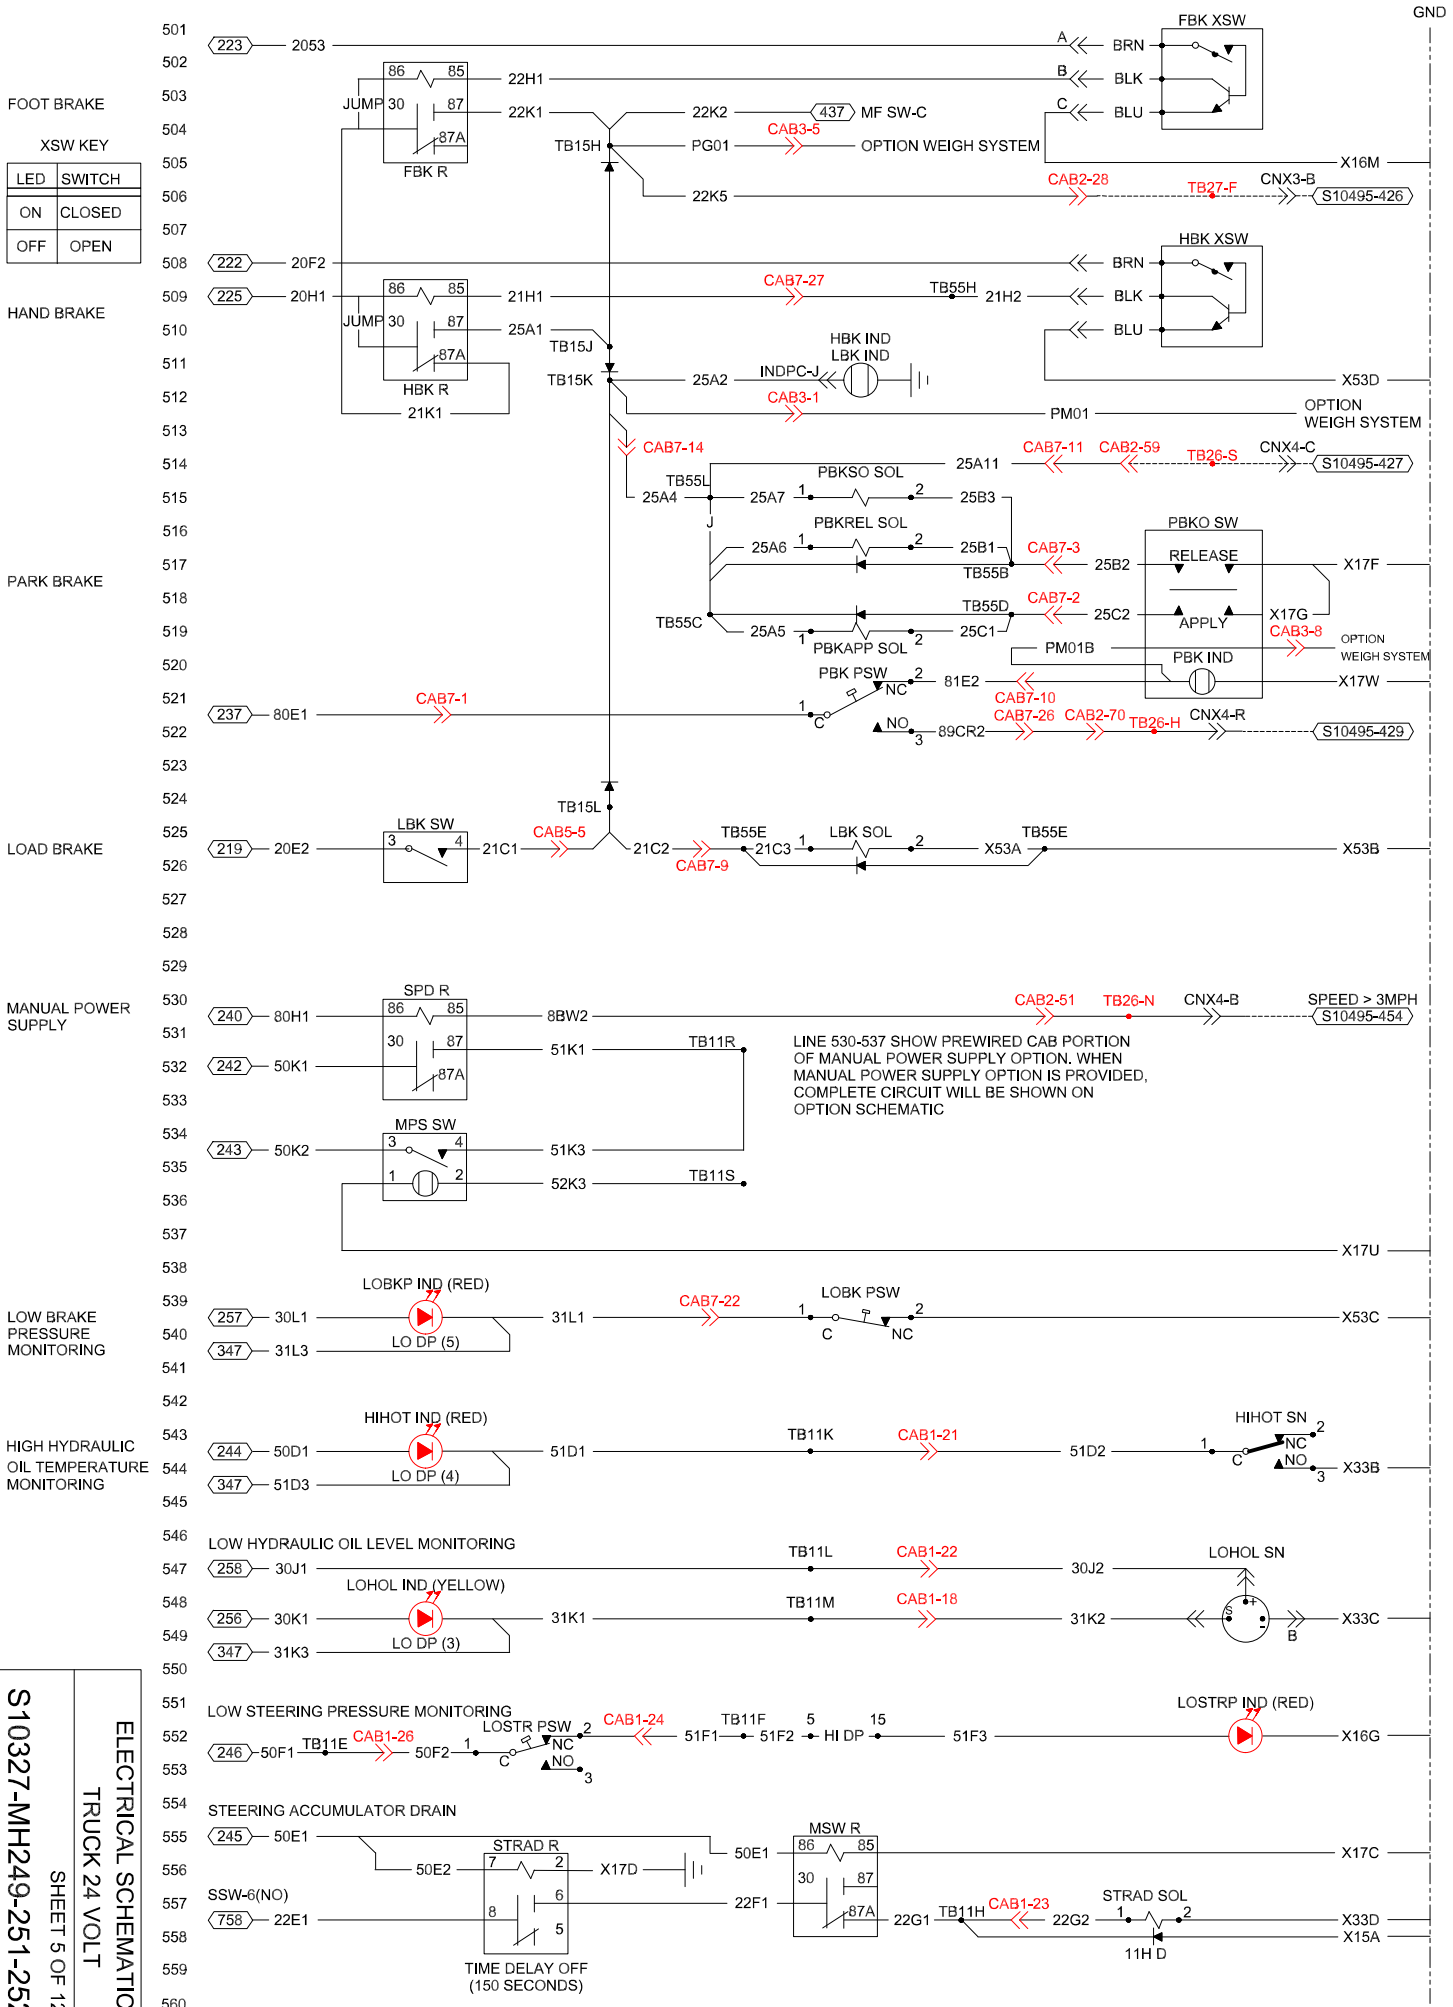 GND
501
FBK XSW
223
2053
A
BRN
502
86
85
22H1
B
BLK
503
FOOT BRAKE
JUMP
30
87
22K1
22K2
437
MF SW-C
C
BLU
504
87A
TB15H
PG01
CAB3-5
OPTION WEIGH SYSTEM
XSW KEY
505
FBK R
X16M
LED
SWITCH
506
22K5
CAB2-28
TB27-F
CNX3-B
S10495-426
ON
CLOSED
507
OFF
OPEN
508
222
20F2
HBK XSW
BRN
509
225
20H1
86
85
21H1
CAB7-27
TB55H
21H2
BLK
HAND BRAKE
510
JUMP
30
87
25A1
TB15J
BLU
HBK IND
LBK IND
511
87A
TB15K
25A2
INDPC-J
X53D
HBK R
512
21K1
CAB3-1
PM01
OPTION
WEIGH SYSTEM
513
CAB7-14
514
25A11
CAB7-11
CAB2-59
TB26-S
CNX4-C
S10495-427
TB55L
PBKSO SOL
515
25A4
25A7
1
2
25B3
J
516
PBKREL SOL
PBKO SW
25A6
1
2
25B1
517
TB55B
CAB7-3
25B2
RELEASE
X17F
PARK BRAKE
518
TB55C
TB55D
CAB7-2
25C2
APPLY
X17G
519
25A5
1
2
25C1
CAB3-8
PBKAPP SOL
PM01B
OPTION
WEIGH SYSTEM
520
PBK PSW
2
NC
81E2
CAB7-10
PBK IND
X17W
521
237
80E1
CAB7-1
1
C
522
NO
3
89CR2
CAB7-26
CAB2-70
TB26-H
CNX4-R
S10495-429
523
524
TB15L
525
LBK SW
LOAD BRAKE
219
20E2
3
4
21C1
CAB5-5
21C2
CAB7-9
TB55E
21C3
1
LBK SOL
2
X53A
TB55E
X53B
526
527
528
529
530
SPD R
MANUAL POWER
SUPPLY
240
80H1
86
85
8BW2
CAB2-51
TB26-N
CNX4-B
SPEED > 3MPH
S10495-454
531
30
87
51K1
TB11R
LINE 530-537 SHOW PREWIRED CAB PORTION
OF MANUAL POWER SUPPLY OPTION. WHEN
MANUAL POWER SUPPLY OPTION IS PROVIDED,
COMPLETE CIRCUIT WILL BE SHOWN ON
OPTION SCHEMATIC
532
242
50K1
87A
533
534
MPS SW
243
50K2
3
4
51K3
535
1
2
52K3
TB11S
536
537
X17U
538
LOBKP IND (RED)
539
LOBK PSW
LOW BRAKE
PRESSURE
MONITORING
257
30L1
31L1
CAB7-22
1
C
NC
2
X53C
540
LO DP (5)
347
31L3
541
542
HIHOT IND (RED)
543
HIHOT SN
HIGH HYDRAULIC
OIL TEMPERATURE
MONITORING
244
50D1
51D1
TB11K
CAB1-21
51D2
1
C
NC
2
544
LO DP (4)
NO
3
X33B
347
51D3
545
546
LOW HYDRAULIC OIL LEVEL MONITORING
547
258
30J1
TB11L
CAB1-22
30J2
LOHOL SN
LOHOL IND (YELLOW)
548
256
30K1
31K1
TB11M
CAB1-18
31K2
S
+
-
B
X33C
549
LO DP (3)
347
31K3
550
551
LOW STEERING PRESSURE MONITORING
LOSTRP IND (RED)
552
246
50F1
TB11E
CAB1-26
50F2
1
C
LOSTR PSW
2
NC
CAB1-24
51F1
TB11F
51F2
5
HI DP
15
51F3
X16G
553
NO
3
554
STEERING ACCUMULATOR DRAIN
555
245
50E1
STRAD R
MSW R
50E1
86
85
X17C
556
50E2
7
2
X17D
30
87
557
SSW-6(NO)
6
22F1
758
22E1
8
5
87A
22G1
TB11H
CAB1-23
22G2
1
STRAD SOL
2
X33D
558
X15A
11H D
559
TIME DELAY OFF
(150 SECONDS)
560
ELECTRICAL SCHEMATIC
TRUCK 24 VOLT
SHEET 5 OF 12
S10327-MH249-251-252